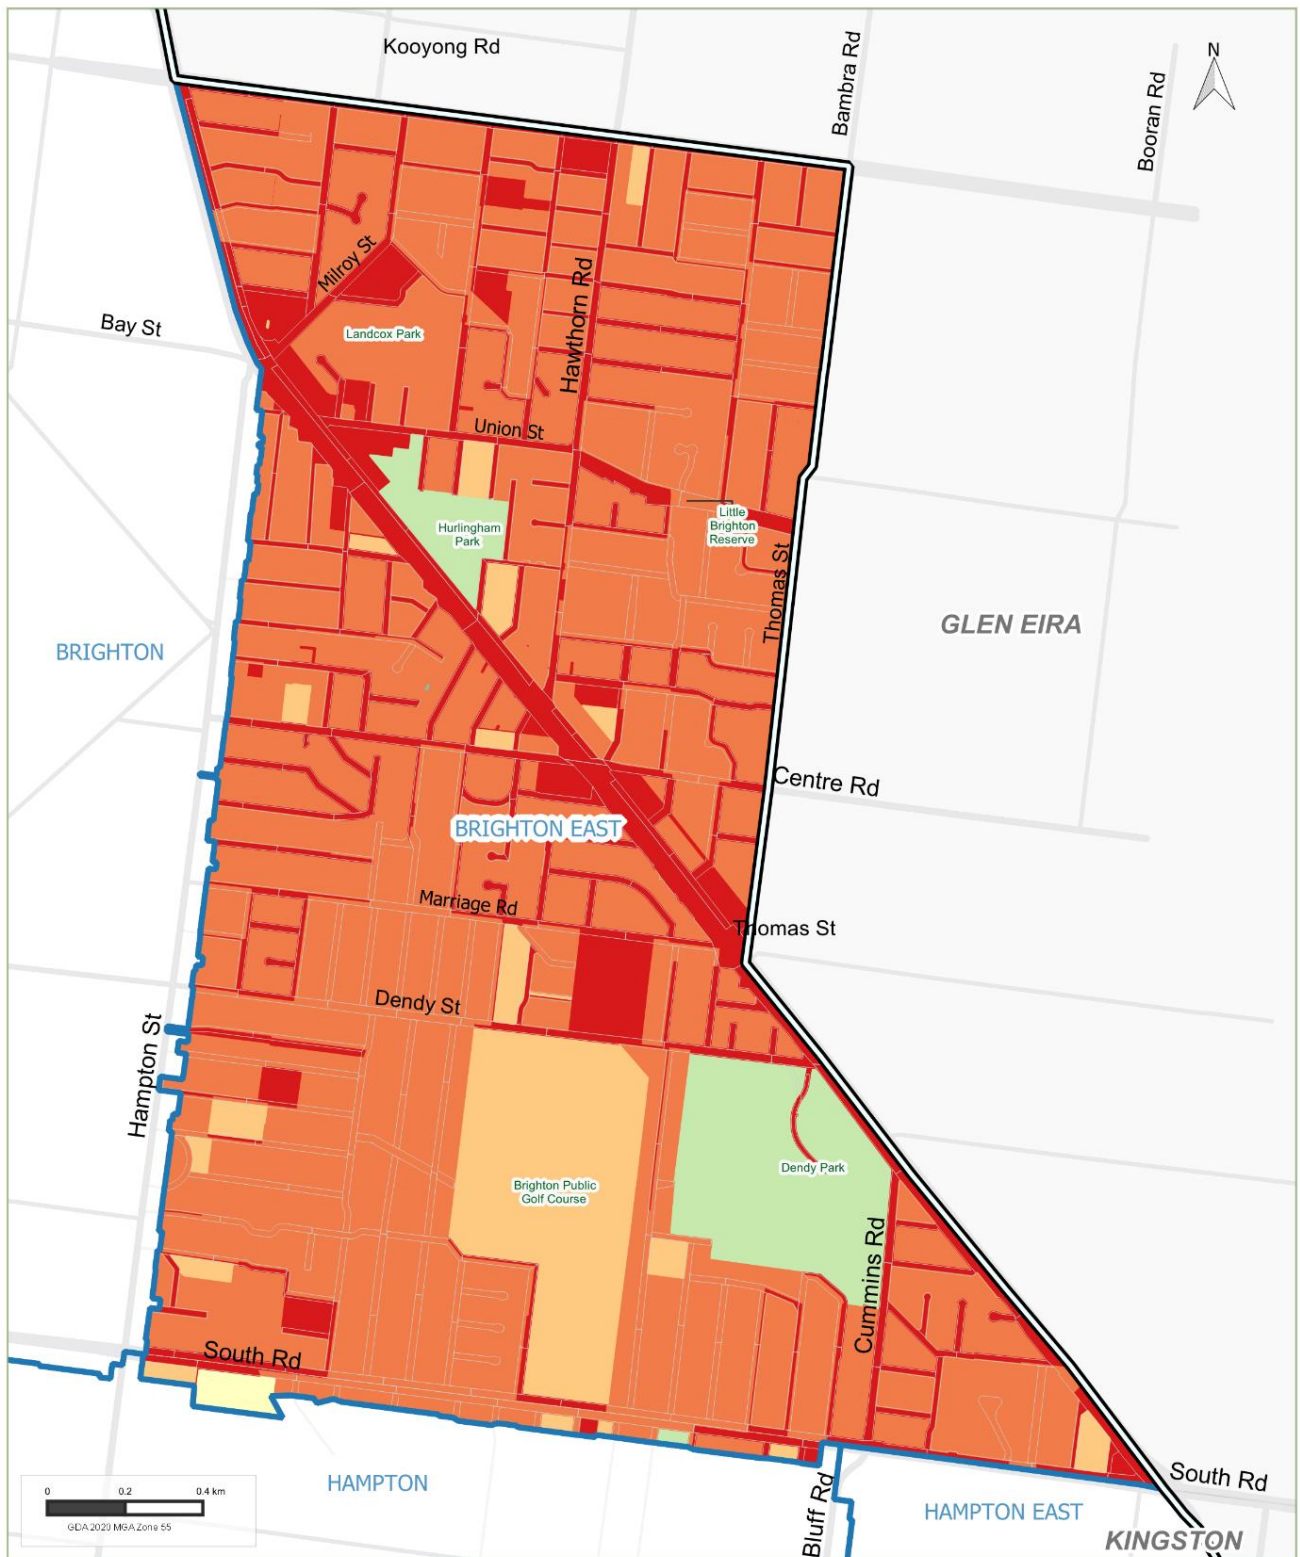 Kooyong Rd
Bambra Rd
Booran Rd
N
Milroy St
Bay St
Landcox Park
Hawthorn Rd
Union St
Hurlingham
Park
Little
Brighton
Reserve
Thomas St
GLEN EIRA
BRIGHTON
Centre Rd
BRIGHTON EAST
Marriage Rd
Thomas St
Dendy St
Hampton St
Dendy Park
Brighton Public
Golf Course
Cummins Rd
South Rd
South Rd
HAMPTON
Bluff Rd
HAMPTON EAST
KINGSTON
0 0.2 0.4 km
GDA 2020 MGA Zone 55